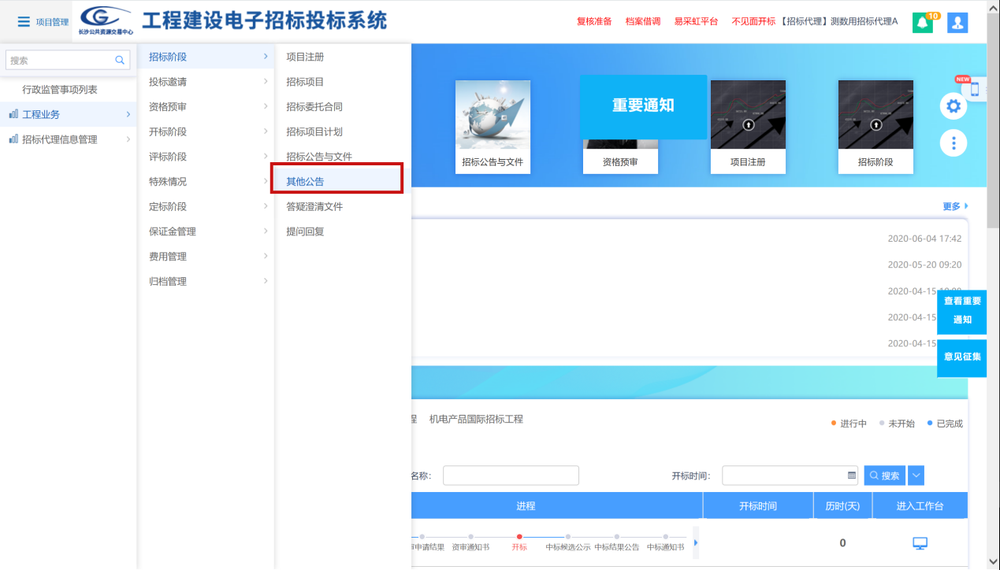 项目管理
长沙公共资源交易中心
工程建设电子招标投标系统
复核准备 档案借调 易采虹平台 不见面开标 【招标代理】测数用招标代理A
10
搜索
行政监管事项列表
工程业务
招标代理信息管理
招标阶段
投标邀请
资格预审
开标阶段
评标阶段
特殊情况
定标阶段
保证金管理
费用管理
归档管理
项目注册
招标项目
招标委托合同
招标项目计划
招标公告与文件
其他公告
答疑澄清文件
提问回复
重要通知
NEW
招标公告与文件 资格预审 项目注册 招标阶段
更多
2020-06-04 17:42
2020-05-20 09:20
2020-04-15
2020-04-15
2020-04-15
查看重要
通知
意见征集
程 机电产品国际招标工程
进行中 未开始 已完成
名称： 开标时间： 搜索
进程 开标时间 历时(天) 进入工作台
审申请结果 资审通知书 开标 中标候选公示 中标结果公告 中标通知书
0